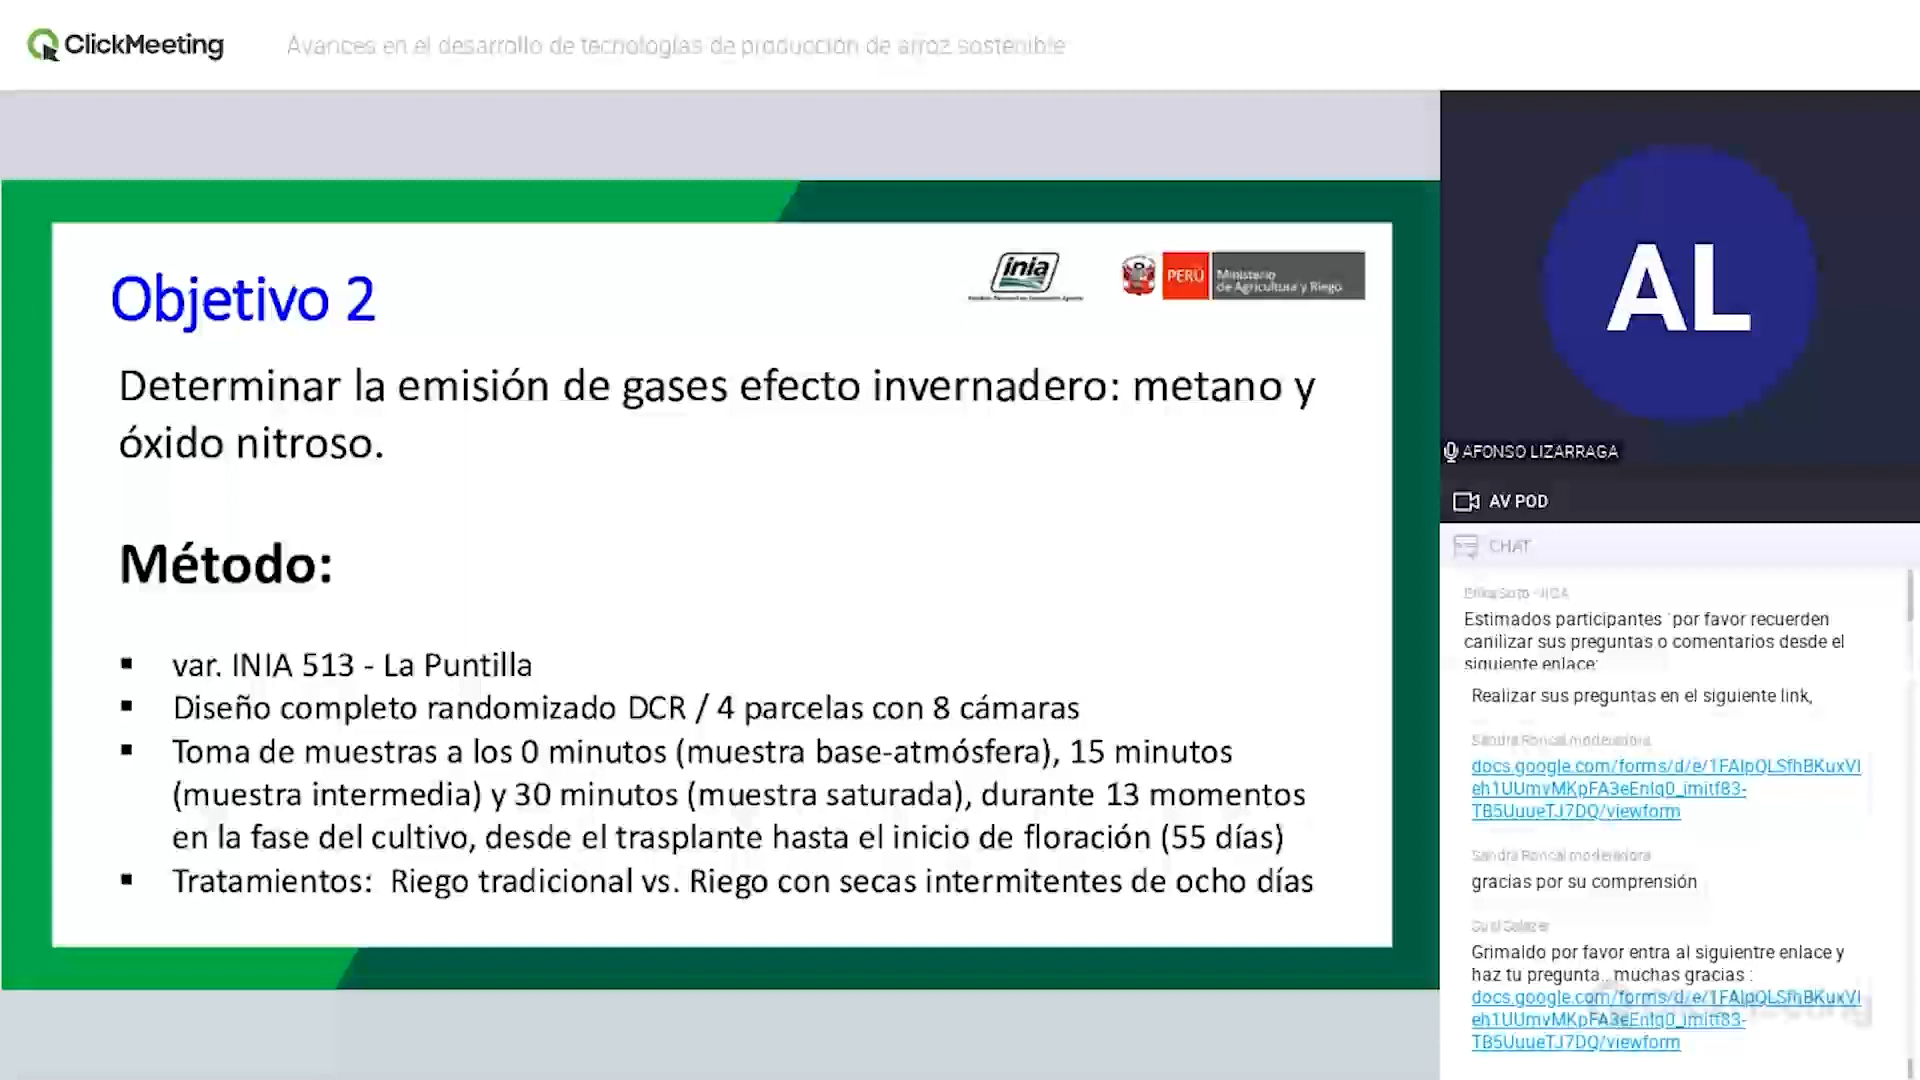 ClickMeeting
Avances en el desarrollo de tecnologías de producción de arroz sostenible
inia
PERÚ
Ministerio
de Agricultura y Riego
Objetivo 2
Determinar la emisión de gases efecto invernadero: metano y
óxido nitroso.
Método:
▪ var. INIA 513 - La Puntilla
▪ Diseño completo randomizado DCR / 4 parcelas con 8 cámaras
▪ Toma de muestras a los 0 minutos (muestra base-atmósfera), 15 minutos
(muestra intermedia) y 30 minutos (muestra saturada), durante 13 momentos
en la fase del cultivo, desde el trasplante hasta el inicio de floración (55 días)
▪ Tratamientos: Riego tradicional vs. Riego con secas intermitentes de ocho días
AL
AFONSO LIZARRAGA
AV POD
CHAT
Estimados participantes ´por favor recuerden
canilizar sus preguntas o comentarios desde el
siguiente enlace:
Realizar sus preguntas en el siguiente link,
Sandra Roncal moderadora
docs.google.com/forms/d/e/
TB5UuueTJ7DQ/viewform
Sandra Roncal moderadora
gracias por su comprensión
Grimaldo por favor entra al siguientre enlace y
haz tu pregunta.. muchas gracias :
docs.google.com/forms/d/e/
TB5UuueTJ7DQ/viewform